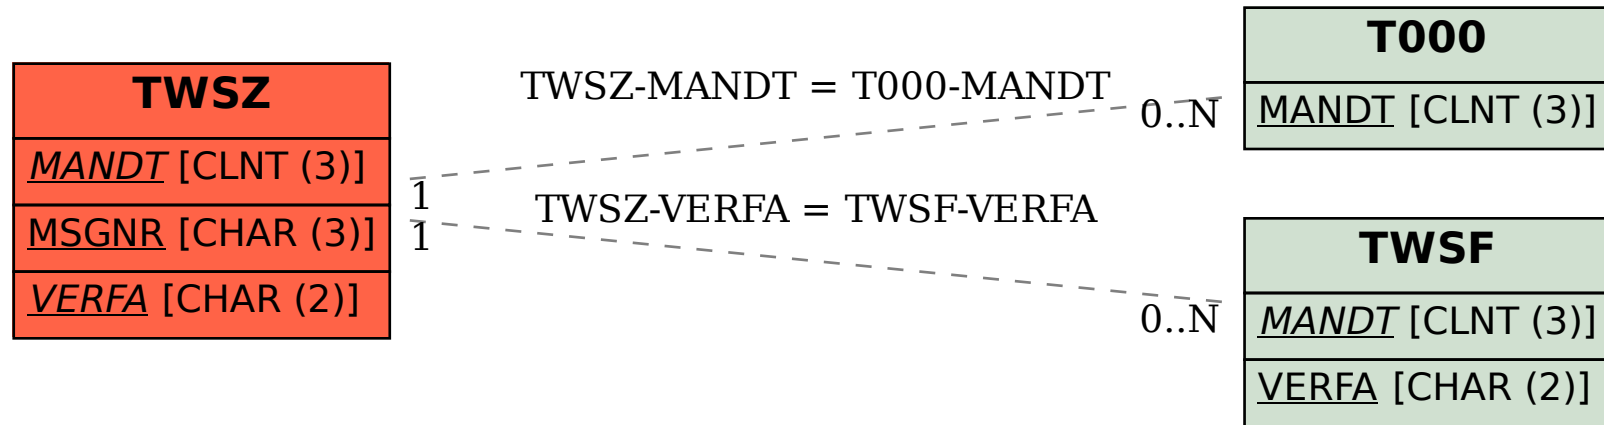 TWSZ
MANDT [CLNT (3)]
MSGNR [CHAR (3)]
VERFA [CHAR (2)]
TWSZ-MANDT = T000-MANDT
0..N
1
TWSZ-VERFA = TWSF-VERFA
1
0..N
T000
MANDT [CLNT (3)]
TWSF
MANDT [CLNT (3)]
VERFA [CHAR (2)]